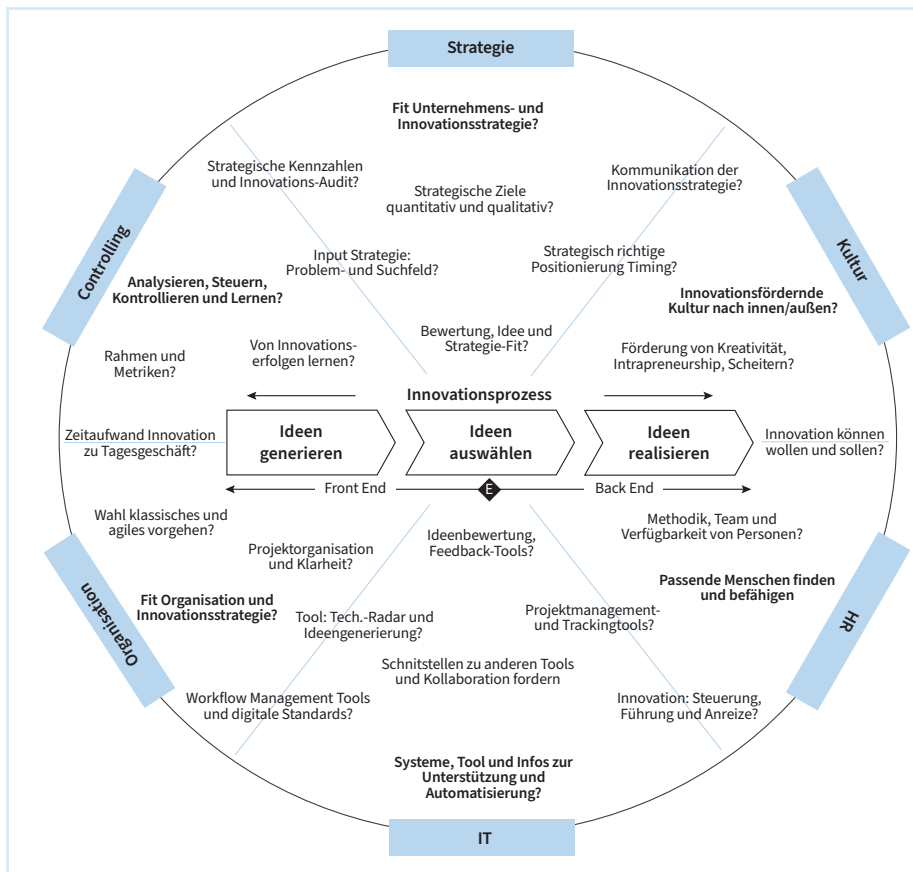 Strategie
Fit Unternehmens- und
Innovationsstrategie?
Strategische Kennzahlen
und Innovations-Audit?
Kommunikation der
Innovationsstrategie?
Strategische Ziele
quantitativ und qualitativ?
Controlling
Kultur
Input Strategie:
Problem- und Suchfeld?
Strategisch richtige
Positionierung Timing?
Analysieren, Steuern,
Kontrollieren und Lernen?
Innovationsfördernde
Kultur nach innen/außen?
Bewertung, Idee und
Strategie-Fit?
Von Innovations-
erfolgen lernen?
Rahmen und
Metriken?
Förderung von Kreativität,
Intrapreneurship, Scheitern?
Innovationsprozess
Zeitaufwand Innovation
zu Tagesgeschäft?
Ideen
generieren
Ideen
auswählen
Ideen
realisieren
Innovation können
wollen und sollen?
Front End
E
Back End
Wahl klassisches und
agiles vorgehen?
Methodik, Team und
Verfügbarkeit von Personen?
Ideenbewertung,
Feedback-Tools?
Projektorganisation
und Klarheit?
Organisation
HR
Fit Organisation und
Innovationsstrategie?
Passende Menschen finden
und befähigen
Tool: Tech.-Radar und
Ideengenerierung?
Projektmanagement-
und Trackingtools?
Schnitstellen zu anderen Tools
und Kollaboration fordern
Workflow Management Tools
und digitale Standards?
Innovation: Steuerung,
Führung und Anreize?
Systeme, Tool und Infos zur
Unterstützung und
Automatisierung?
IT